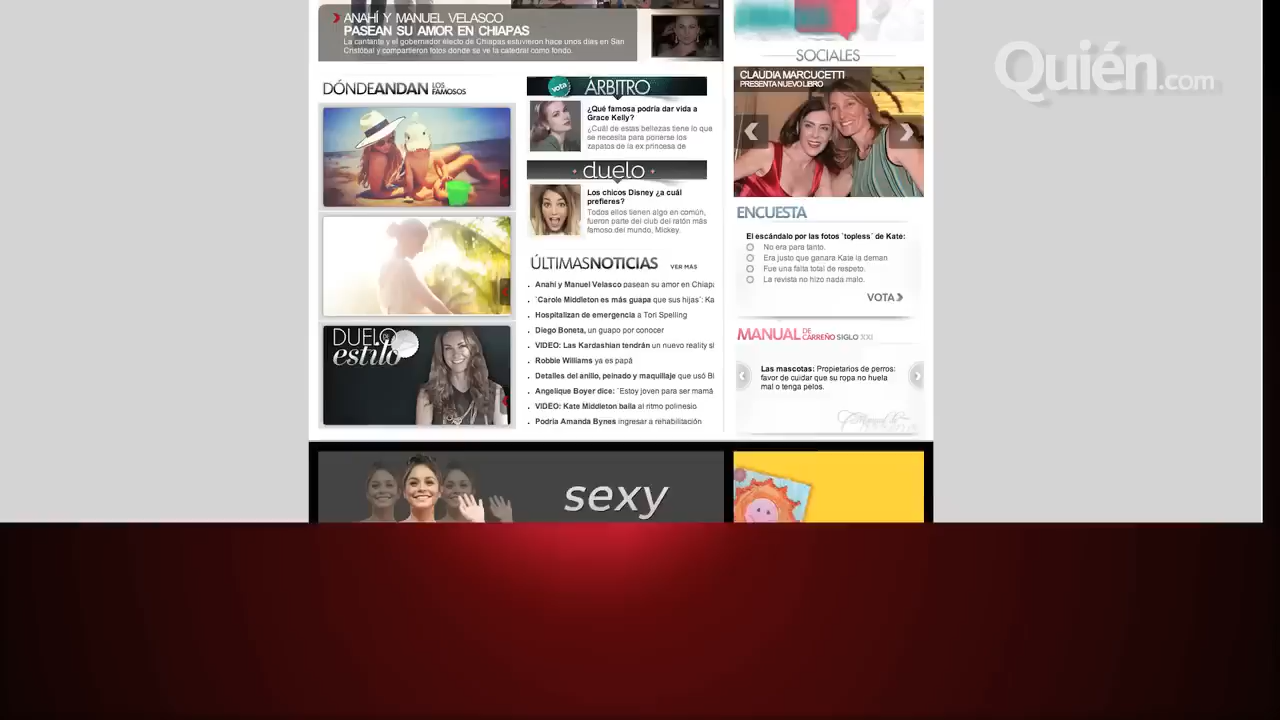 ANAHÍ Y MANUEL VELASCO
PASEAN SU AMOR EN CHIAPAS
La cantante y el gobernador electo de Chiapas estuvieron hace unos días en San
Cristóbal y compartieron fotos donde se ve la catedral como fondo.
DÓNDEANDAN LOS FAMOSOS
DUELO DE
estilo
vota ÁRBITRO
¿Qué famosa podría dar vida a
Grace Kelly?
¿Cuál de estas bellezas tiene lo que
se necesita para ponerse los
zapatos de la ex princesa de
duelo
Los chicos Disney ¿a cuál
prefieres?
Todos ellos tienen algo en común,
fueron parte del club del ratón más
famoso del mundo, Mickey.
ÚLTIMASNOTICIAS VER MÁS
Anahí y Manuel Velasco pasean su amor en Chiapa
`Carole Middleton es más guapa que sus hijas´: Ka
Hospitalizan de emergencia a Tori Spelling
Diego Boneta, un guapo por conocer
VIDEO: Las Kardashian tendrán un nuevo reality s
Robbie Williams ya es papá
Detalles del anillo, peinado y maquillaje que usó Bl
Angelique Boyer dice: ´Estoy joven para ser mamá
VIDEO: Kate Middleton baila al ritmo polinesio
Podría Amanda Bynes ingresar a rehabilitación
SOCIALES
CLAUDIA MARCUCETTI
PRESENTA NUEVO LIBRO
ENCUESTA
El escándalo por las fotos `topless´ de Kate:
No era para tanto.
Era justo que ganara Kate la deman
Fue una falta total de respeto.
La revista no hizo nada malo.
VOTA
MANUAL DE CARREÑO SIGLO XXI
Las mascotas: Propietarios de perros:
favor de cuidar que su ropa no huela
mal o tenga pelos.
sexy
Quién.com